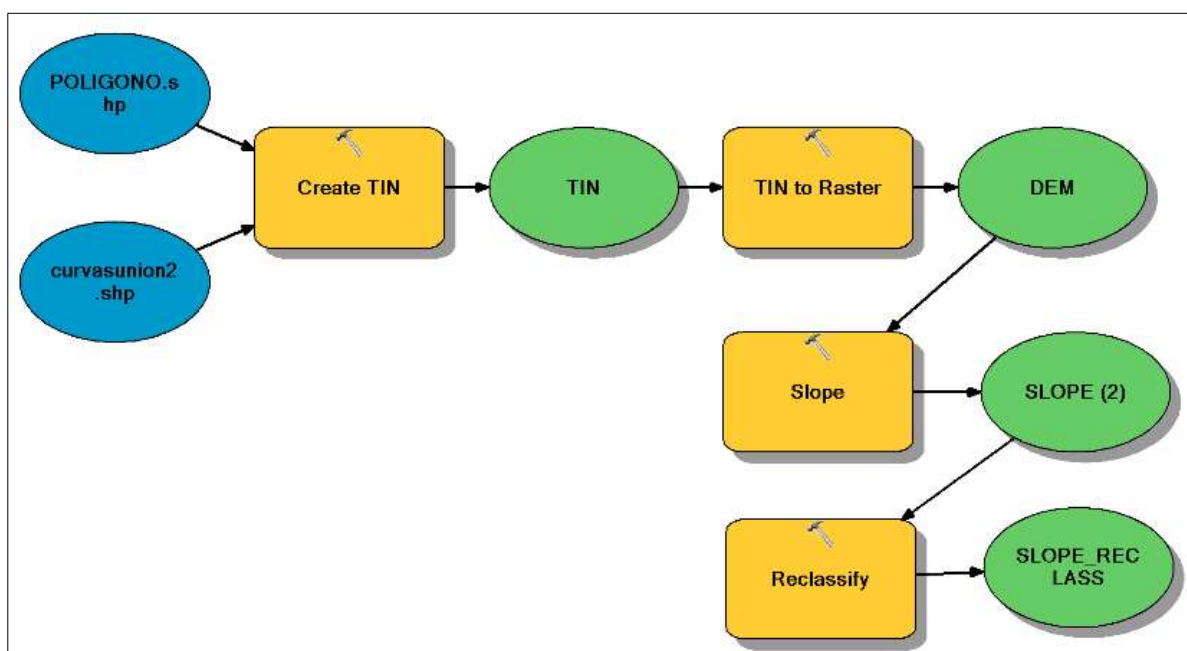 POLIGONO.s
hp
Create TIN
TIN
TIN to Raster
DEM
curvasunion2
.shp
Slope
SLOPE (2)
Reclassify
SLOPE_REC
LASS